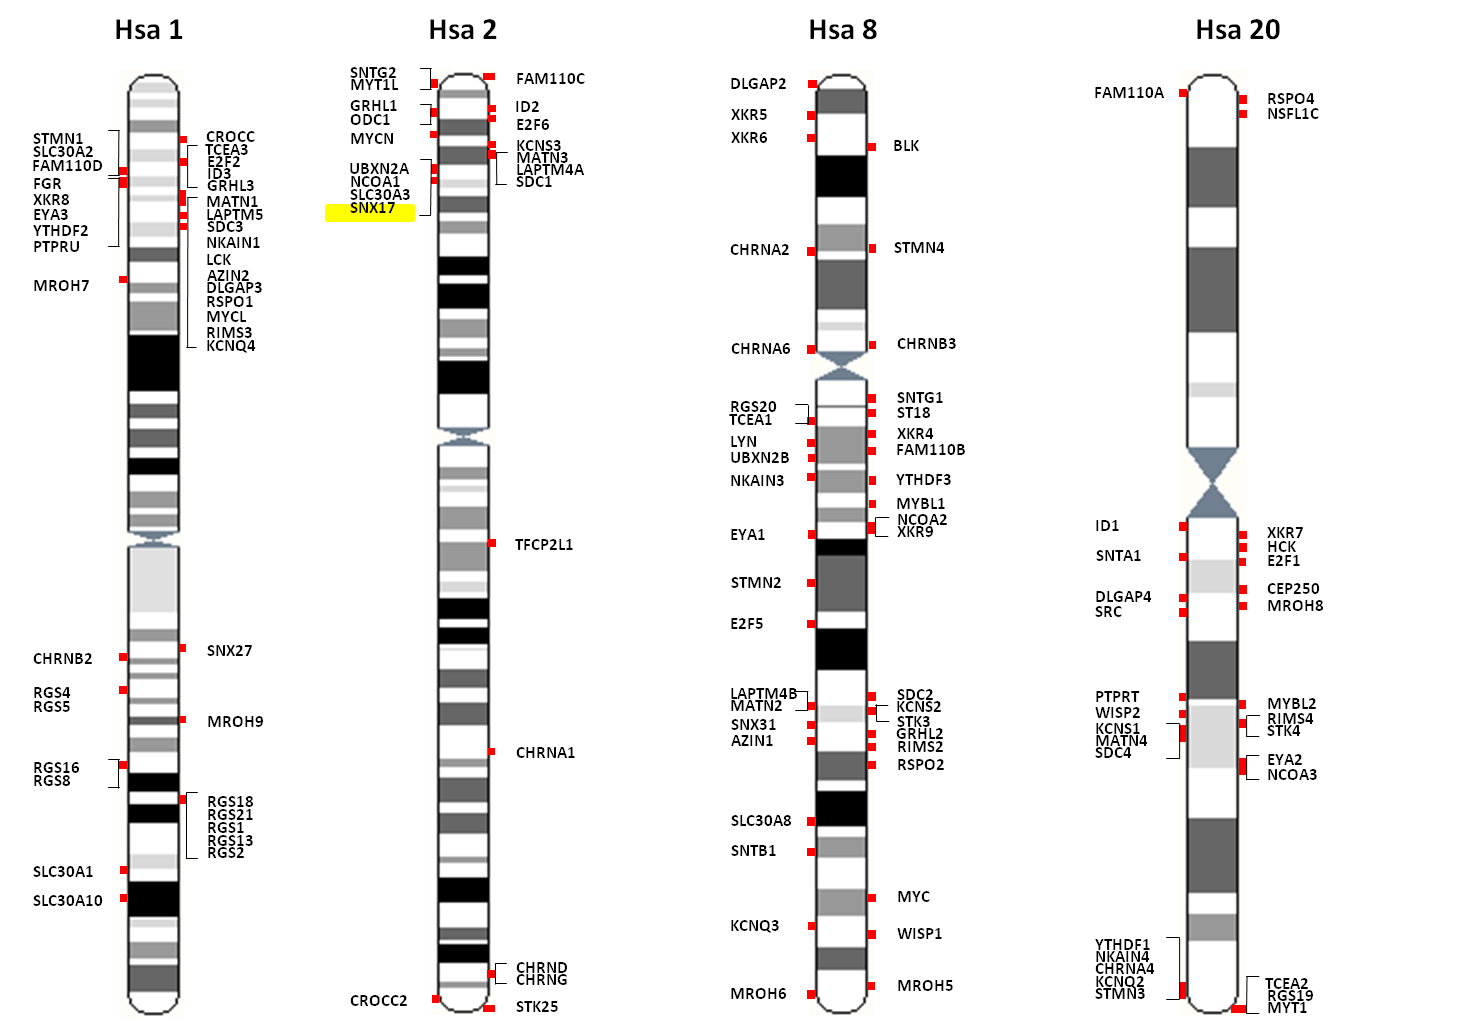 Hsa 1
Hsa 2
Hsa 8
Hsa 20
STMN1
SLC30A2
FAM110D
FGR
XKR8
EYA3
YTHDF2
PTPRU
MROH7
CHRNB2
RGS4
RGS5
RGS16
RGS8
SLC30A1
SLC30A10
CROCC
TCEA3
E2F2
ID3
GRHL3
MATN1
LAPTM5
SDC3
NKAIN1
LCK
AZIN2
DLGAP3
RSPO1
MYCL
RIMS3
KCNQ4
SNX27
MROH9
RGS18
RGS21
RGS1
RGS13
RGS2
SNTG2
MYT1L
GRHL1
ODC1
MYCN
UBXN2A
NCOA1
SLC30A3
SNX17
CROCC2
FAM110C
ID2
E2F6
KCNS3
MATN3
LAPTM4A
SDC1
TFCP2L1
CHRNA1
CHRND
CHRNG
STK25
DLGAP2
XKR5
XKR6
CHRNA2
CHRNA6
RGS20
TCEA1
LYN
UBXN2B
NKAIN3
EYA1
STMN2
E2F5
LAPTM4B
MATN2
SNX31
AZIN1
SLC30A8
SNTB1
KCNQ3
MROH6
BLK
STMN4
CHRNB3
SNTG1
ST18
XKR4
FAM110B
YTHDF3
MYBL1
NCOA2
XKR9
SDC2
KCNS2
STK3
GRHL2
RIMS2
RSPO2
MYC
WISP1
MROH5
FAM110A
ID1
SNTA1
DLGAP4
SRC
PTPRT
WISP2
KCNS1
MATN4
SDC4
YTHDF1
NKAIN4
CHRNA4
KCNQ2
STMN3
RSPO4
NSFL1C
XKR7
HCK
E2F1
CEP250
MROH8
MYBL2
RIMS4
STK4
EYA2
NCOA3
TCEA2
RGS19
MYT1